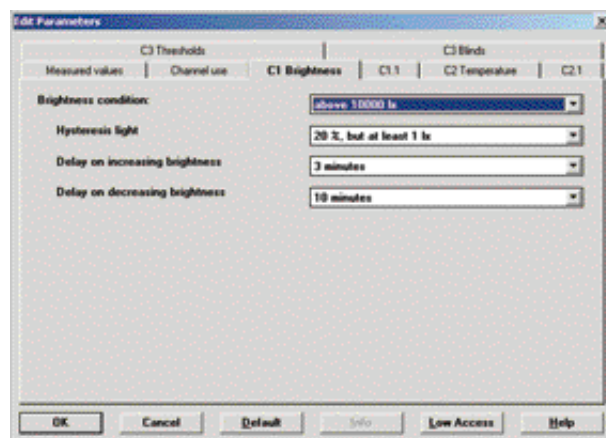 Edit Parameters
C3 Thresholds C3 Blinds
Measured values Channel use C1 Brightness C1.1 C2 Temperature C2.1
Brightness condition: above 10000 lx
Hysteresis light 20 %, but at least 1 lx
Delay on increasing brightness 3 minutes
Delay on decreasing brightness 10 minutes
OK Cancel Default Info Low Access Help